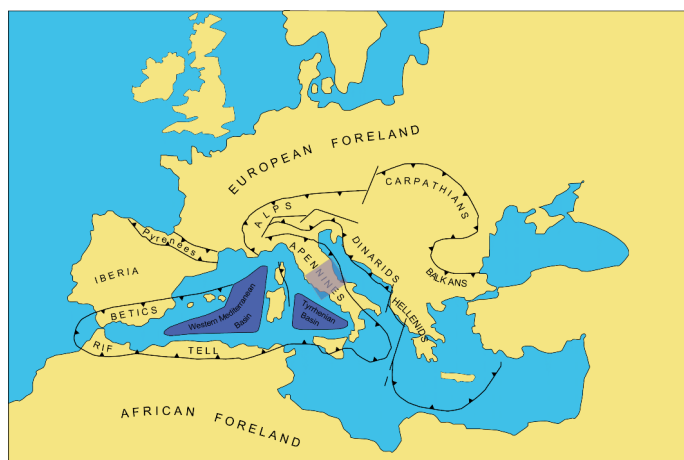 EUROPEAN FORELAND
CARPATHIANS
ALPS
Pyrenées
DINARIDS
APENNINES
IBERIA
BALKANS
BETICS
Western Mediterranean
Basin
Tyrrhenian
Basin
HELLENIDS
RIF
TELL
AFRICAN FORELAND